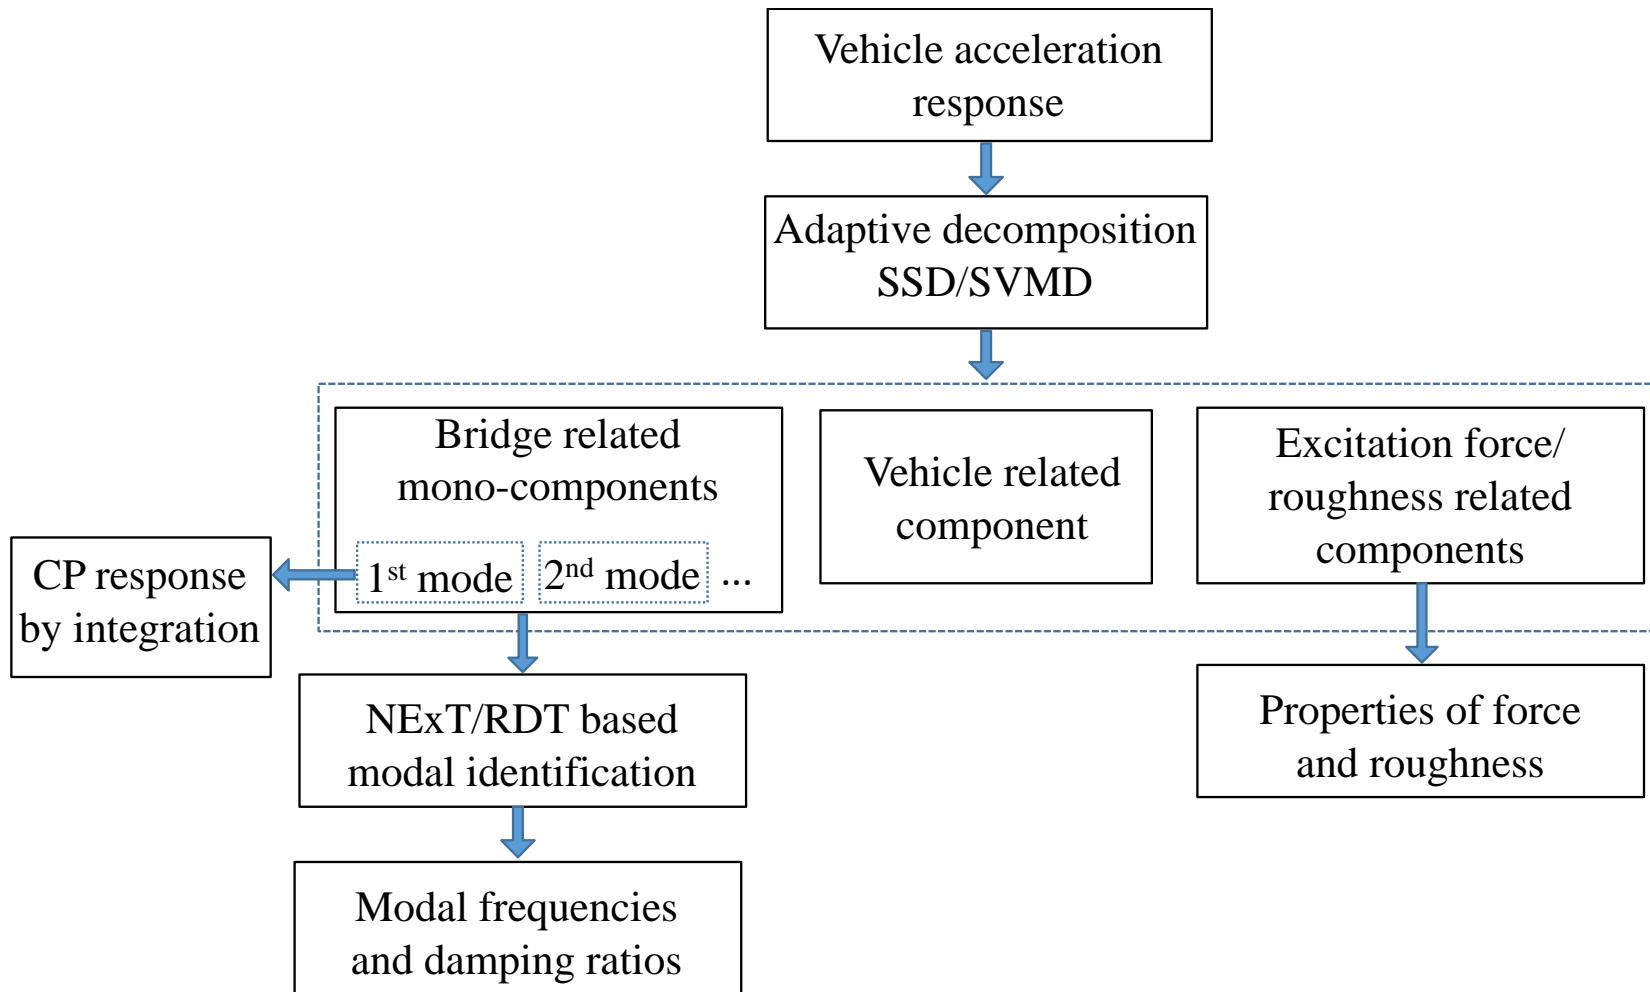 Vehicle acceleration
response
Adaptive decomposition
SSD/SVMD
Bridge related
mono-components
1st mode
2nd mode
...
Vehicle related
component
Excitation force/
roughness related
components
CP response
by integration
NExT/RDT based
modal identification
Properties of force
and roughness
Modal frequencies
and damping ratios